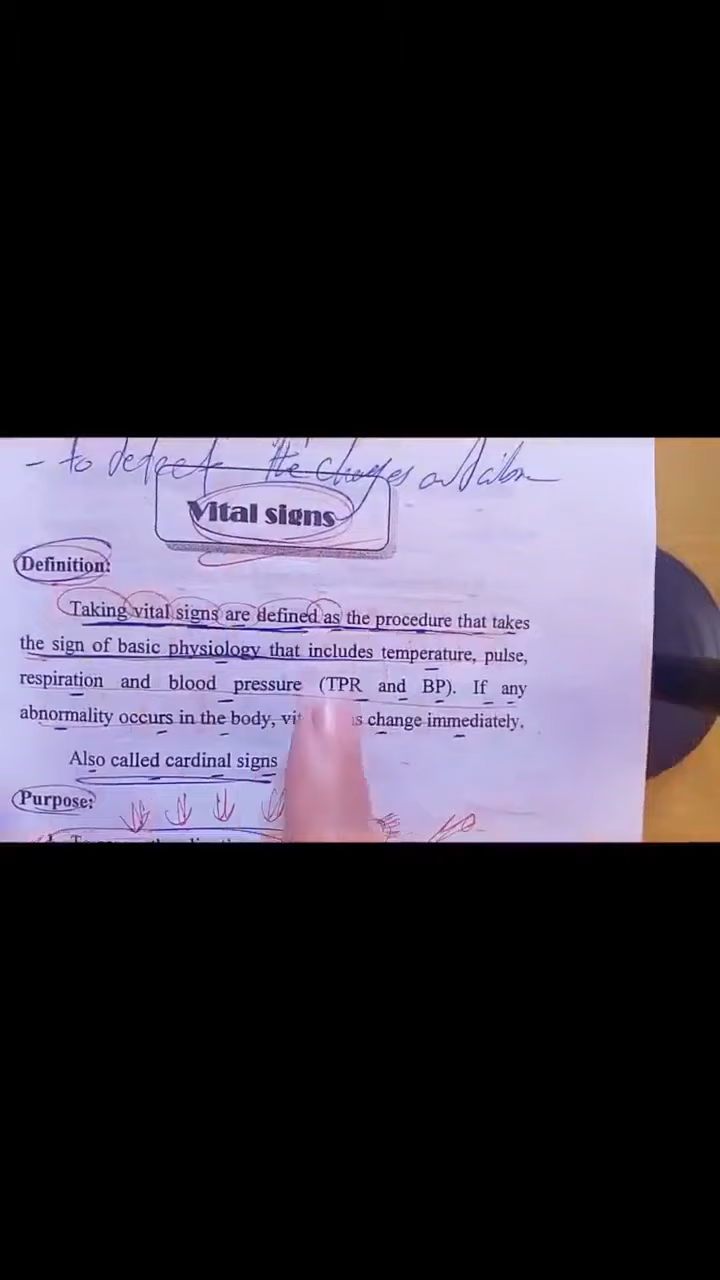 - to detect the changes
Vital signs
Definition:
Taking vital signs are defined as the procedure that takes
the sign of basic physiology that includes temperature, pulse,
respiration and blood pressure (TPR and BP). If any
abnormality occurs in the body, change immediately.
Also called cardinal signs
Purpose: